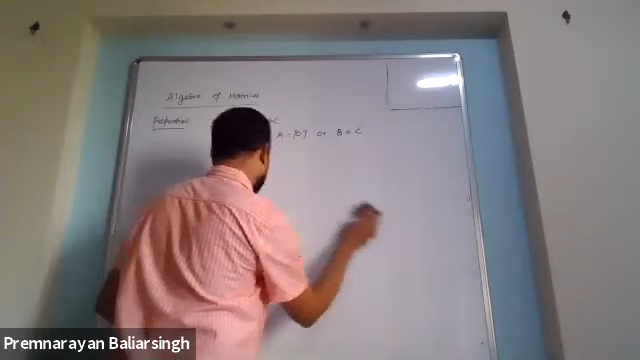 Algebra of Matrices
Properties
A = [0] or B = C
Premnarayan Baliarsingh